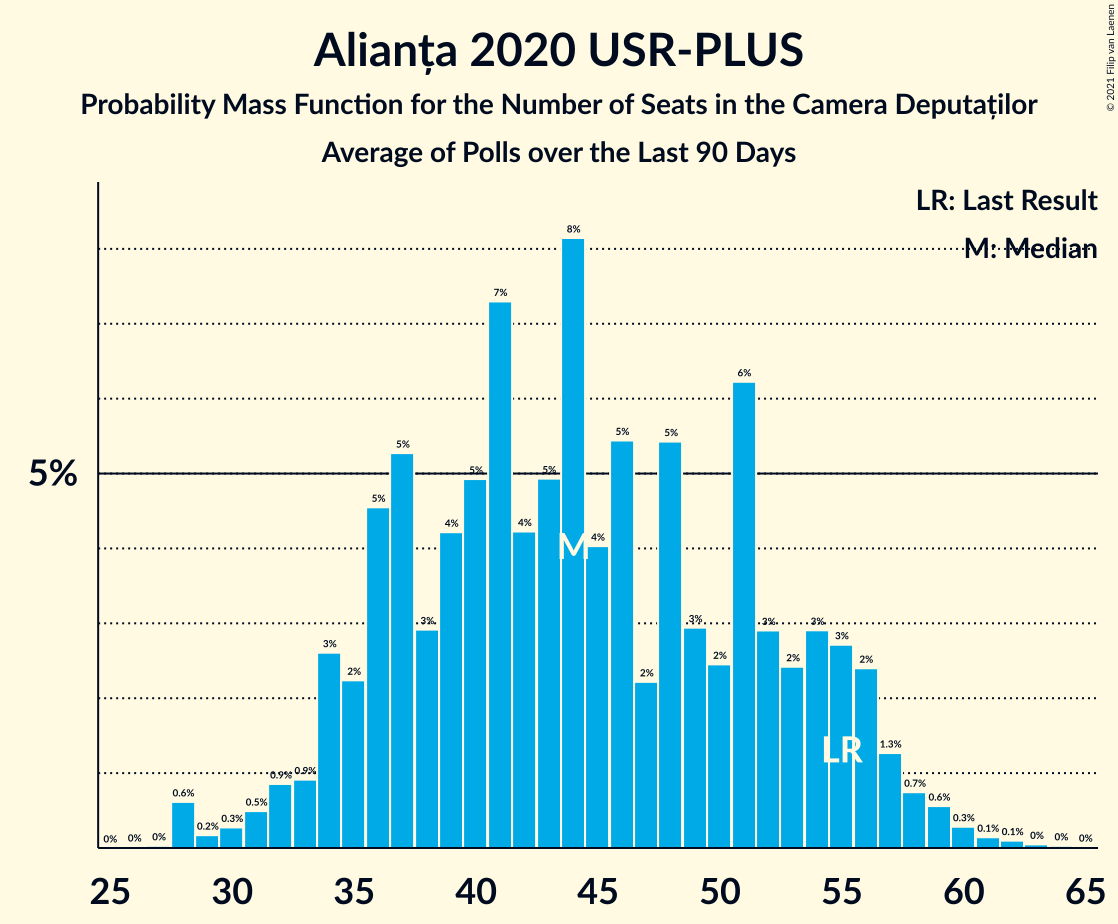 Alianța 2020 USR-PLUS
Probability Mass Function for the Number of Seats in the Camera Deputaților
Average of Polls over the Last 90 Days
© 2021 Filip van Laenen
LR: Last Result
M: Median
5%
0% 0% 0% 0.6% 0.2% 0.3% 0.5% 0.9% 0.9% 3% 2% 5% 5% 3% 4% 5% 7% 4% 5% 8% 4% 5% 2% 5% 3% 2% 6% 3% 2% 3% 3% 2% 1.3% 0.7% 0.6% 0.3% 0.1% 0.1% 0% 0% 0%
M
LR
25 30 35 40 45 50 55 60 65